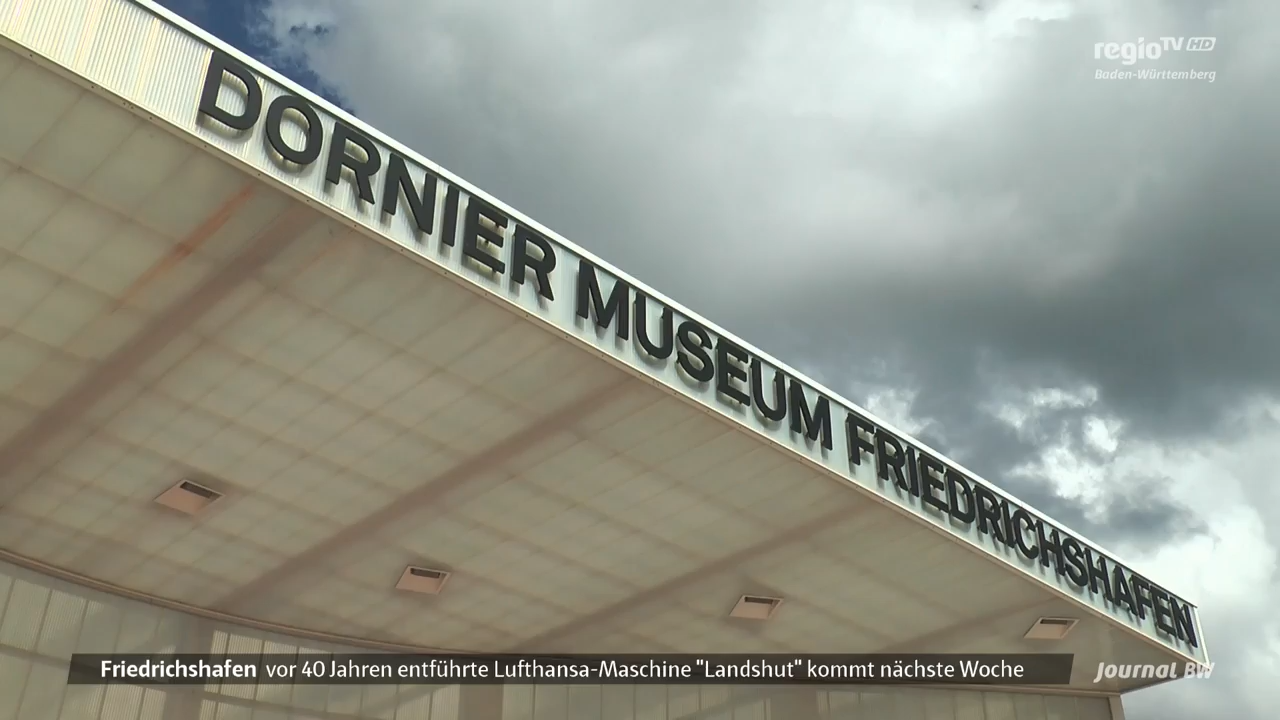 regioTV HD
Baden-Württemberg
DORNIER MUSEUM FRIEDRICHSHAFEN
Friedrichshafen vor 40 Jahren entführte Lufthansa-Maschine "Landshut" kommt nächste Woche
Journal BW